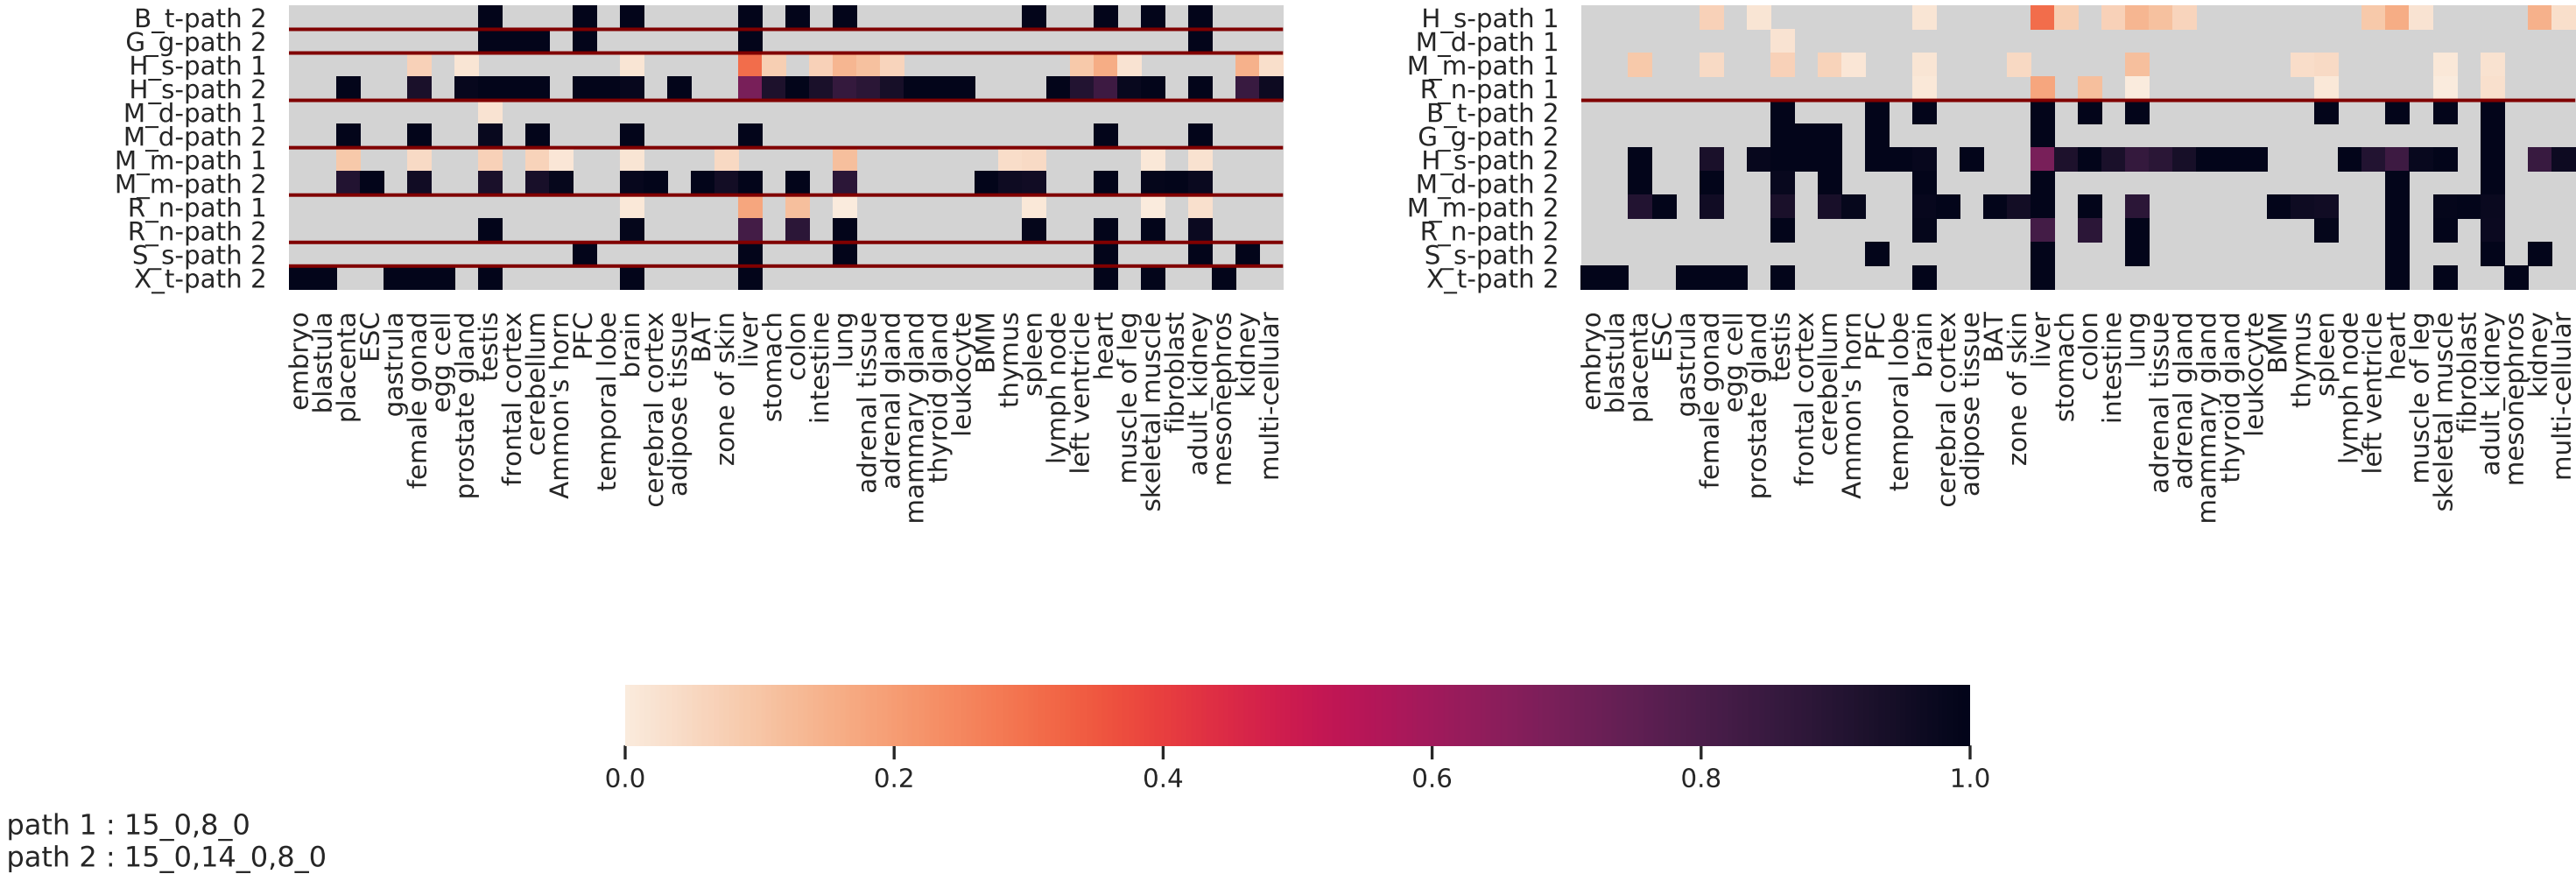 B_t-path 2
G_g-path 2
H_s-path 1
H_s-path 2
M_d-path 1
M_d-path 2
M_m-path 1
M_m-path 2
R_n-path 1
R_n-path 2
S_s-path 2
X_t-path 2
embryo
blastula
placenta
ESC
gastrula
female gonad
egg cell
prostate gland
testis
frontal cortex
cerebellum
Ammon's horn
PFC
temporal lobe
brain
cerebral cortex
adipose tissue
BAT
zone of skin
liver
stomach
colon
intestine
lung
adrenal tissue
adrenal gland
mammary gland
thyroid gland
leukocyte
BMM
thymus
spleen
lymph node
left ventricle
heart
muscle of leg
skeletal muscle
fibroblast
adult_kidney
mesonephros
kidney
multi-cellular
H_s-path 1
M_d-path 1
M_m-path 1
R_n-path 1
B_t-path 2
G_g-path 2
H_s-path 2
M_d-path 2
M_m-path 2
R_n-path 2
S_s-path 2
X_t-path 2
embryo
blastula
placenta
ESC
gastrula
female gonad
egg cell
prostate gland
testis
frontal cortex
cerebellum
Ammon's horn
PFC
temporal lobe
brain
cerebral cortex
adipose tissue
BAT
zone of skin
liver
stomach
colon
intestine
lung
adrenal tissue
adrenal gland
mammary gland
thyroid gland
leukocyte
BMM
thymus
spleen
lymph node
left ventricle
heart
muscle of leg
skeletal muscle
fibroblast
adult_kidney
mesonephros
kidney
multi-cellular
0.0 0.2 0.4 0.6 0.8 1.0
path 1 : 15_0,8_0
path 2 : 15_0,14_0,8_0